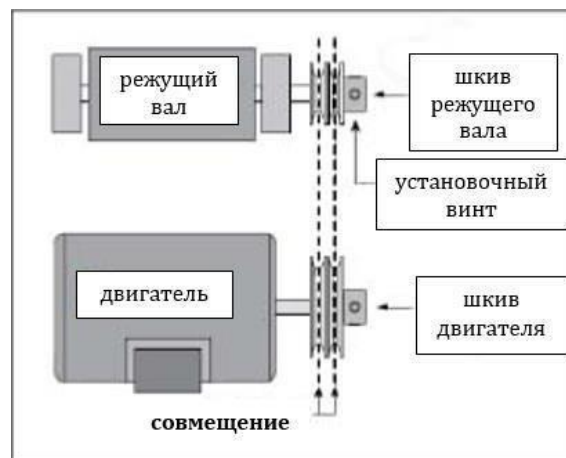 режущий
вал
шкив
режущего
вала
установочный
винт
двигатель
шкив
двигателя
совмещение